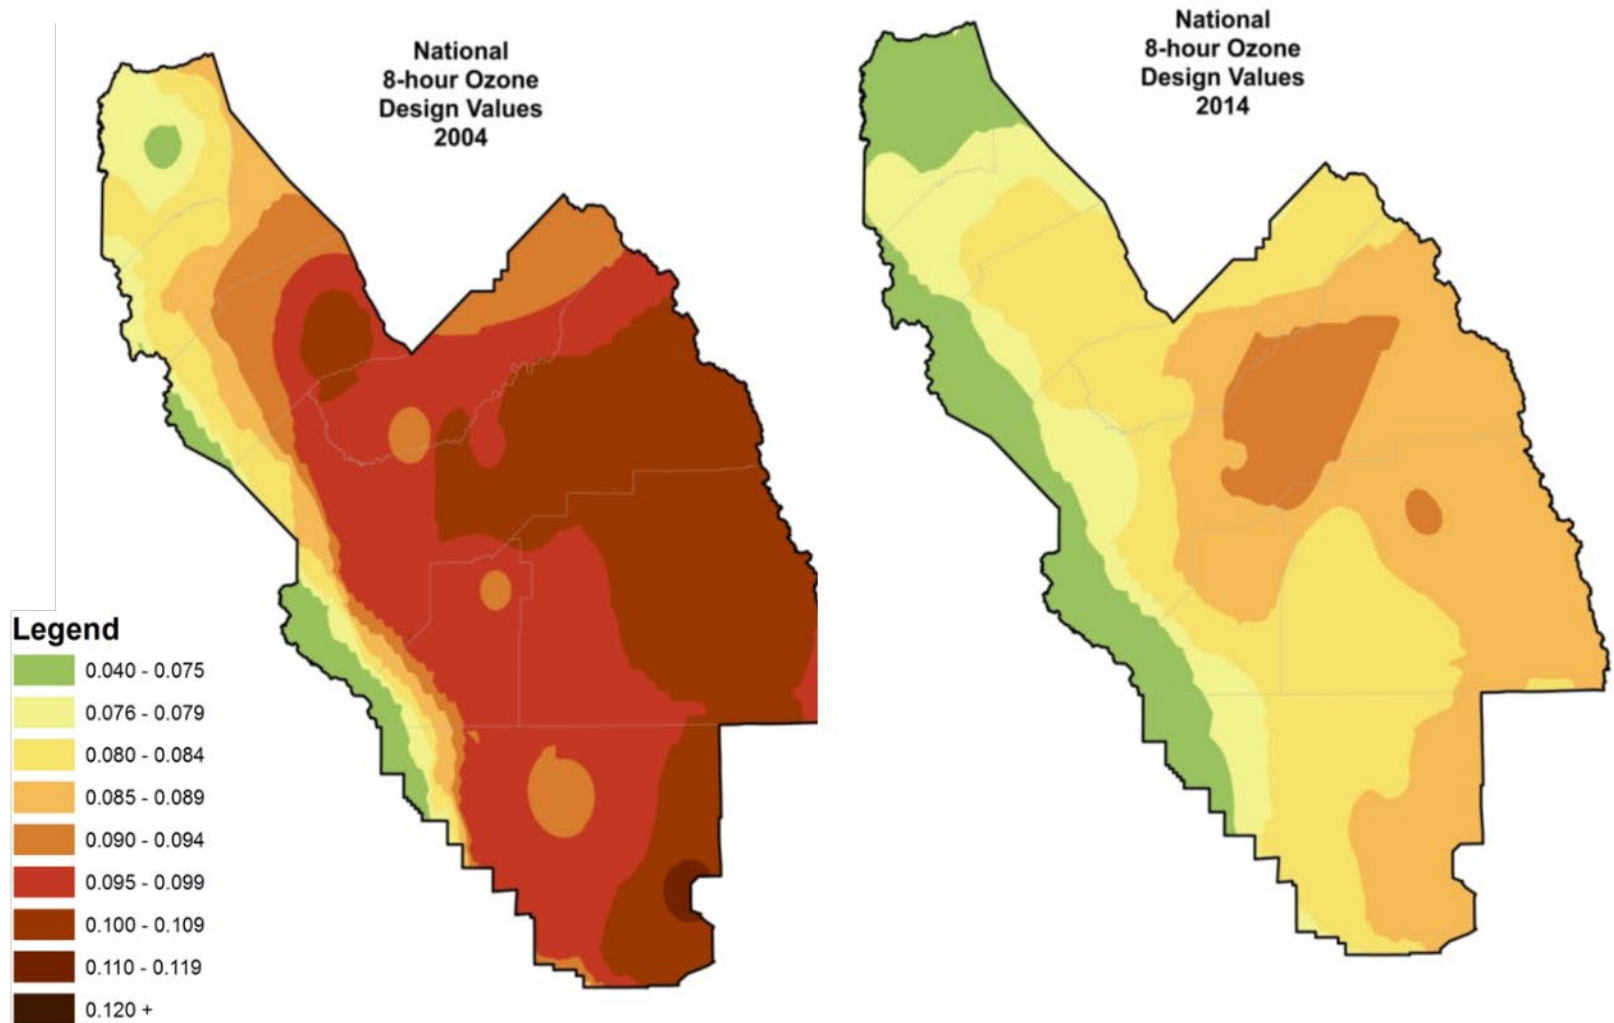 National
8-hour Ozone
Design Values
2004
National
8-hour Ozone
Design Values
2014
Legend
0.040 - 0.075
0.076 - 0.079
0.080 - 0.084
0.085 - 0.089
0.090 - 0.094
0.095 - 0.099
0.100 - 0.109
0.110 - 0.119
0.120 +